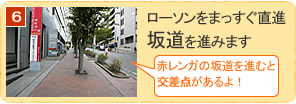 6
ローソンをまっすぐ直進
坂道を進みます
赤レンガの坂道を進むと
交差点があるよ！